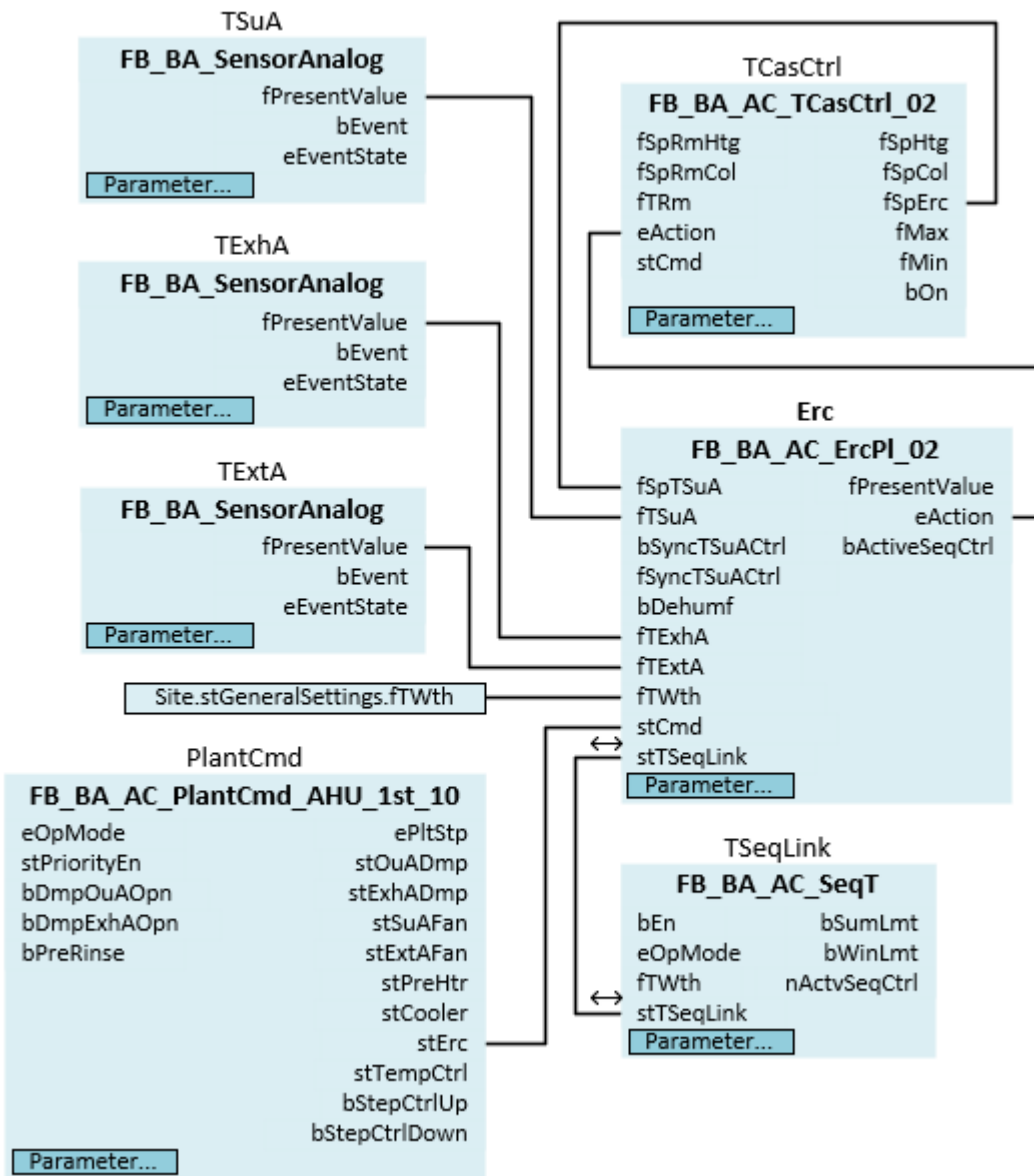 TSuA
FB_BA_SensorAnalog
fPresentValue
bEvent
eEventState
Parameter...
TExhA
FB_BA_SensorAnalog
fPresentValue
bEvent
eEventState
Parameter...
TExtA
FB_BA_SensorAnalog
fPresentValue
bEvent
eEventState
Parameter...
Site.stGeneralSettings.fTWth
PlantCmd
FB_BA_AC_PlantCmd_AHU_1st_10
eOpMode ePltStp
stPriorityEn stOuADmp
bDmpOuAOpn stExhADmp
bDmpExhAOpn stSuAFan
bPreRinse stExtAFan
stPreHtr
stCooler
stErc
stTempCtrl
bStepCtrlUp
bStepCtrlDown
Parameter...
TCasCtrl
FB_BA_AC_TCasCtrl_02
fSpRmHtg fSpHtg
fSpRmCol fSpCol
fTRm fSpErc
eAction fMax
stCmd fMin
bOn
Parameter...
Erc
FB_BA_AC_ErcPl_02
fSpTSuA fPresentValue
fTSuA eAction
bSyncTSuACtrl bActiveSeqCtrl
fSyncTSuACtrl
bDehumf
fTExhA
fTExtA
fTWth
stCmd
stTSeqLink
Parameter...
TSeqLink
FB_BA_AC_SeqT
bEn bSumLmt
eOpMode bWinLmt
fTWth nActvSeqCtrl
stTSeqLink
Parameter...